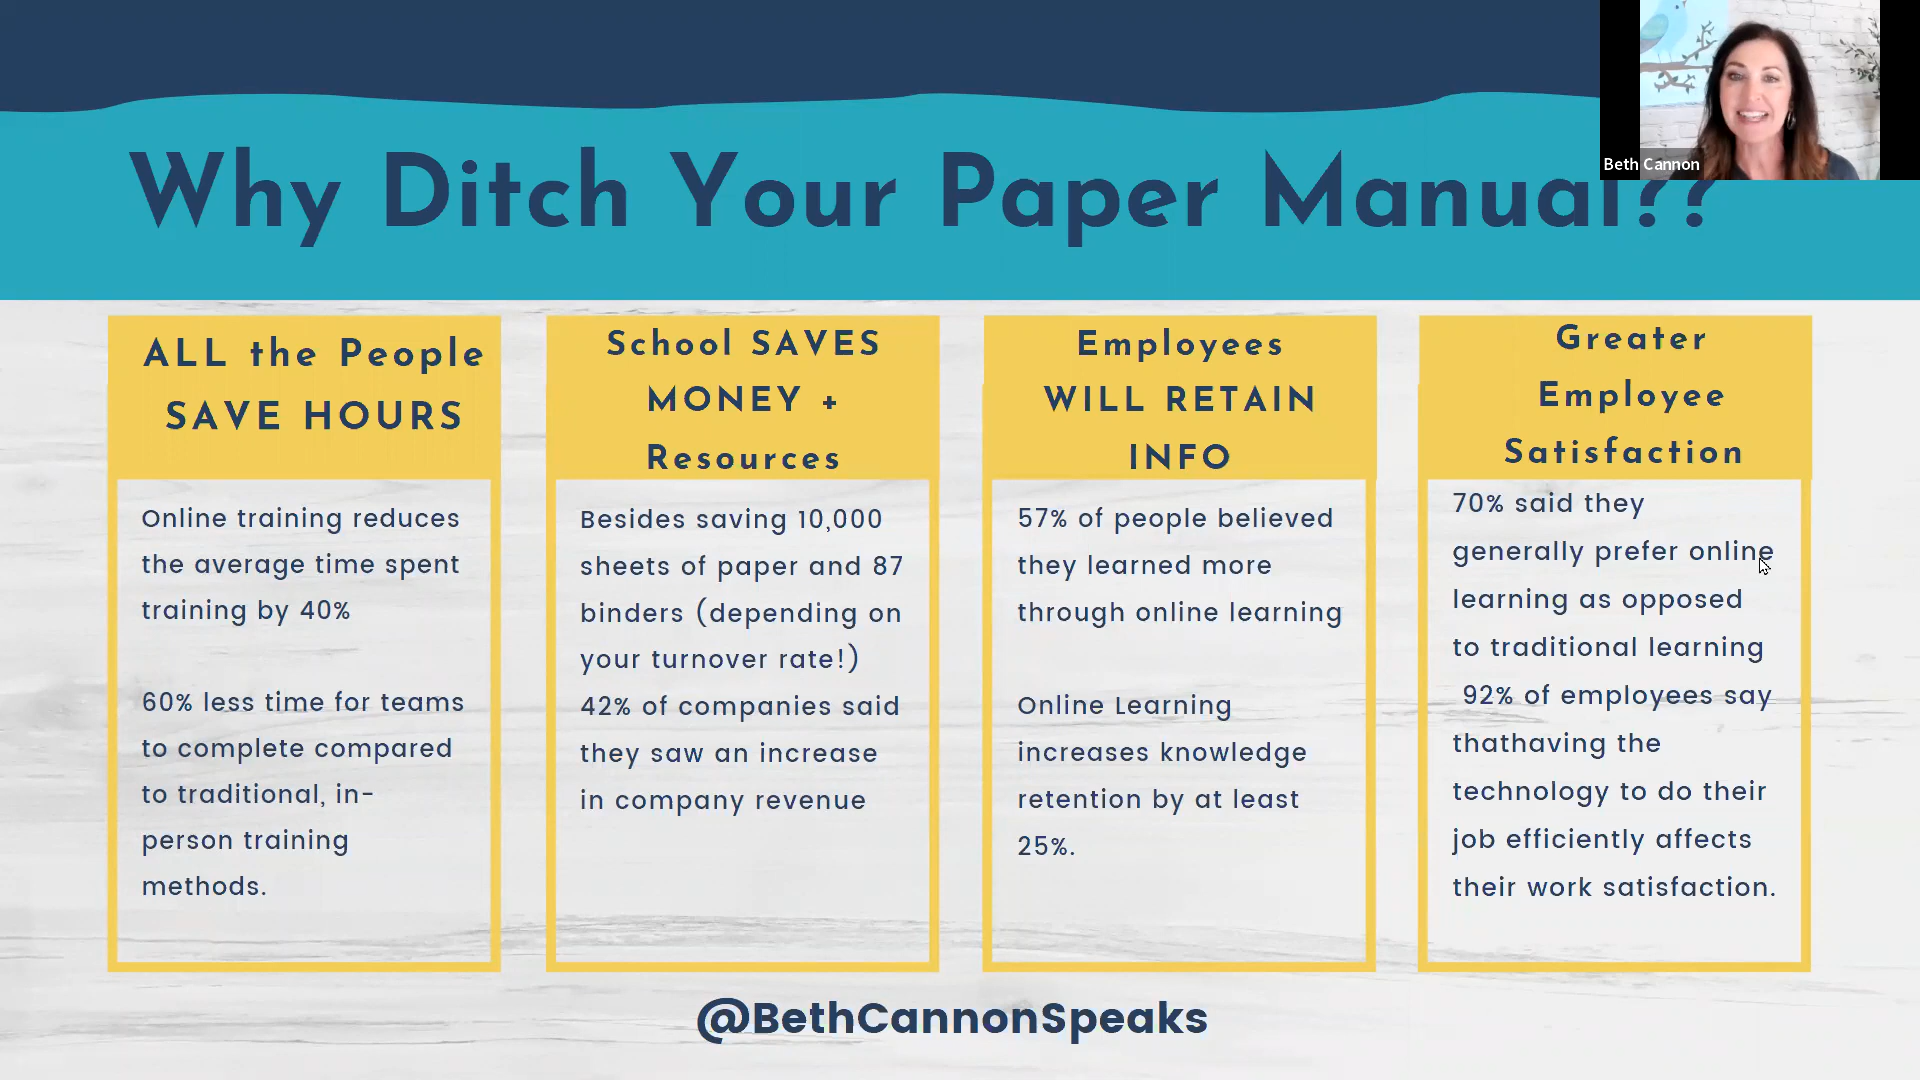 Beth Cannon
Why Ditch Your Paper Manual??
ALL the People
SAVE HOURS
Online training reduces
the average time spent
training by 40%
60% less time for teams
to complete compared
to traditional, in-
person training
methods.
School SAVES
MONEY +
Resources
Besides saving 10,000
sheets of paper and 87
binders (depending on
your turnover rate!)
42% of companies said
they saw an increase
in company revenue
Employees
WILL RETAIN
INFO
57% of people believed
they learned more
through online learning
Online Learning
increases knowledge
retention by at least
25%.
Greater
Employee
Satisfaction
70% said they
generally prefer online
learning as opposed
to traditional learning
92% of employees say
thathaving the
technology to do their
job efficiently affects
their work satisfaction.
@BethCannonSpeaks